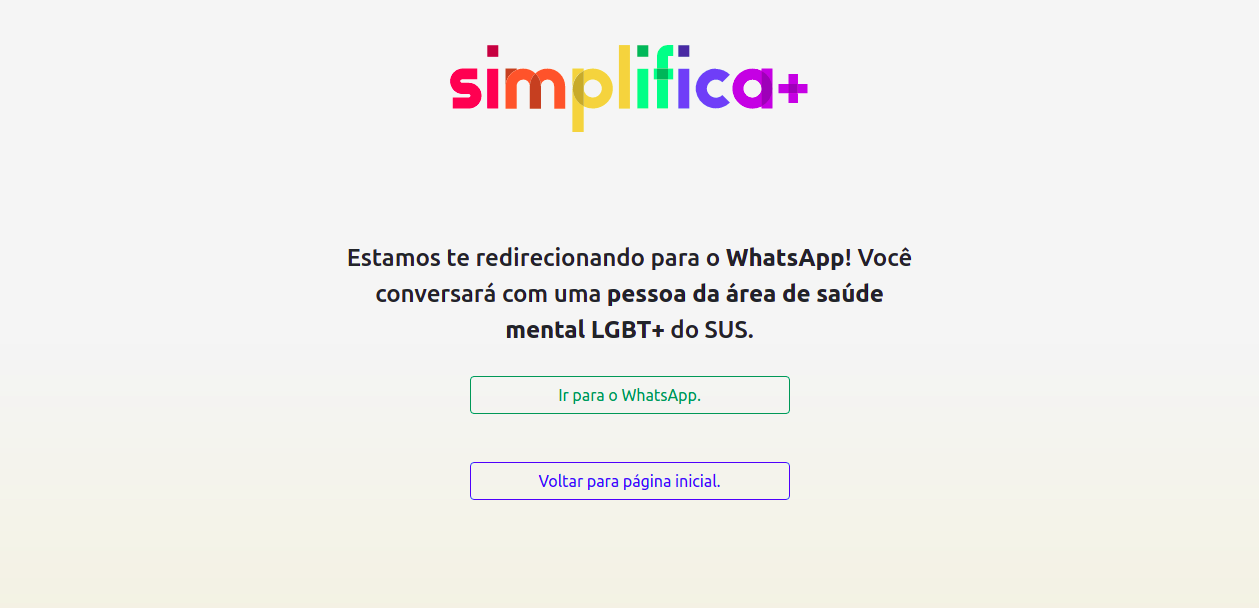 simplifica+
Estamos te redirecionando para o WhatsApp! Você
conversará com uma pessoa da área de saúde
mental LGBT+ do SUS.
Ir para o WhatsApp.
Voltar para página inicial.